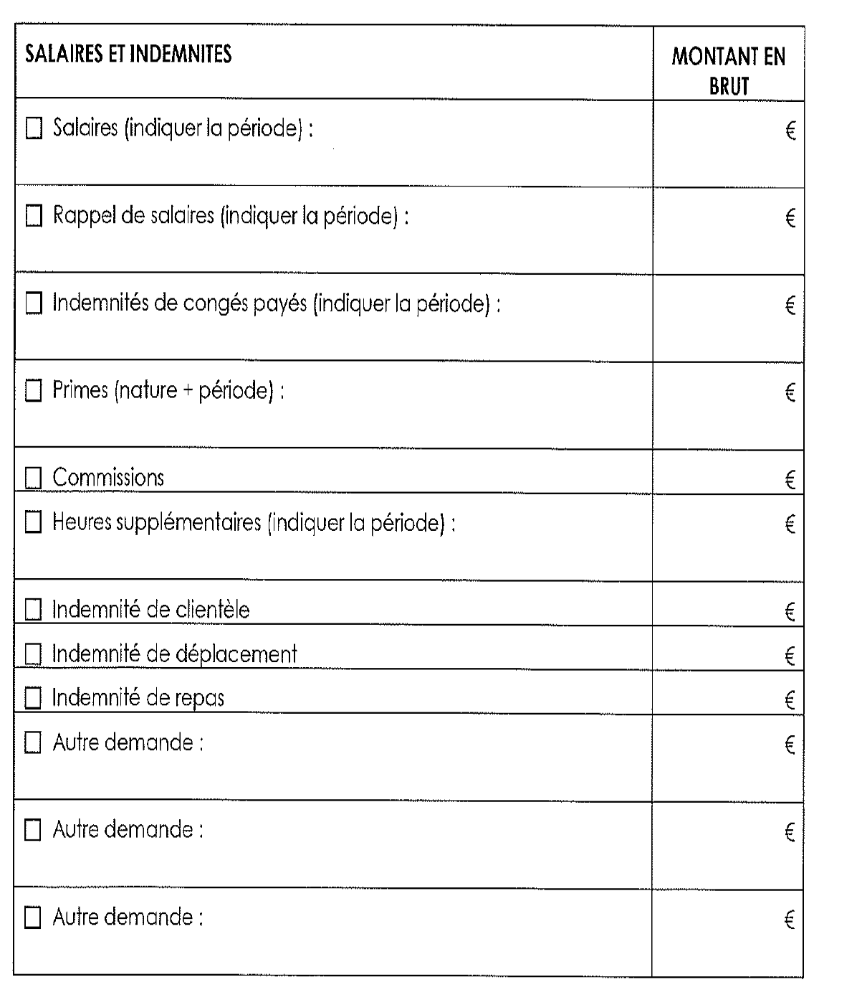 SALAIRES ET INDEMNITES
MONTANT EN
BRUT
☐ Salaires (indiquer la période) :
€
☐ Rappel de salaires (indiquer la période) :
€
☐ Indemnités de congés payés (indiquer la période) :
€
☐ Primes (nature + période) :
€
☐ Commissions
€
☐ Heures supplémentaires (indiquer la période) :
€
☐ Indemnité de clientèle
€
☐ Indemnité de déplacement
€
☐ Indemnité de repas
€
☐ Autre demande :
€
☐ Autre demande :
€
☐ Autre demande :
€